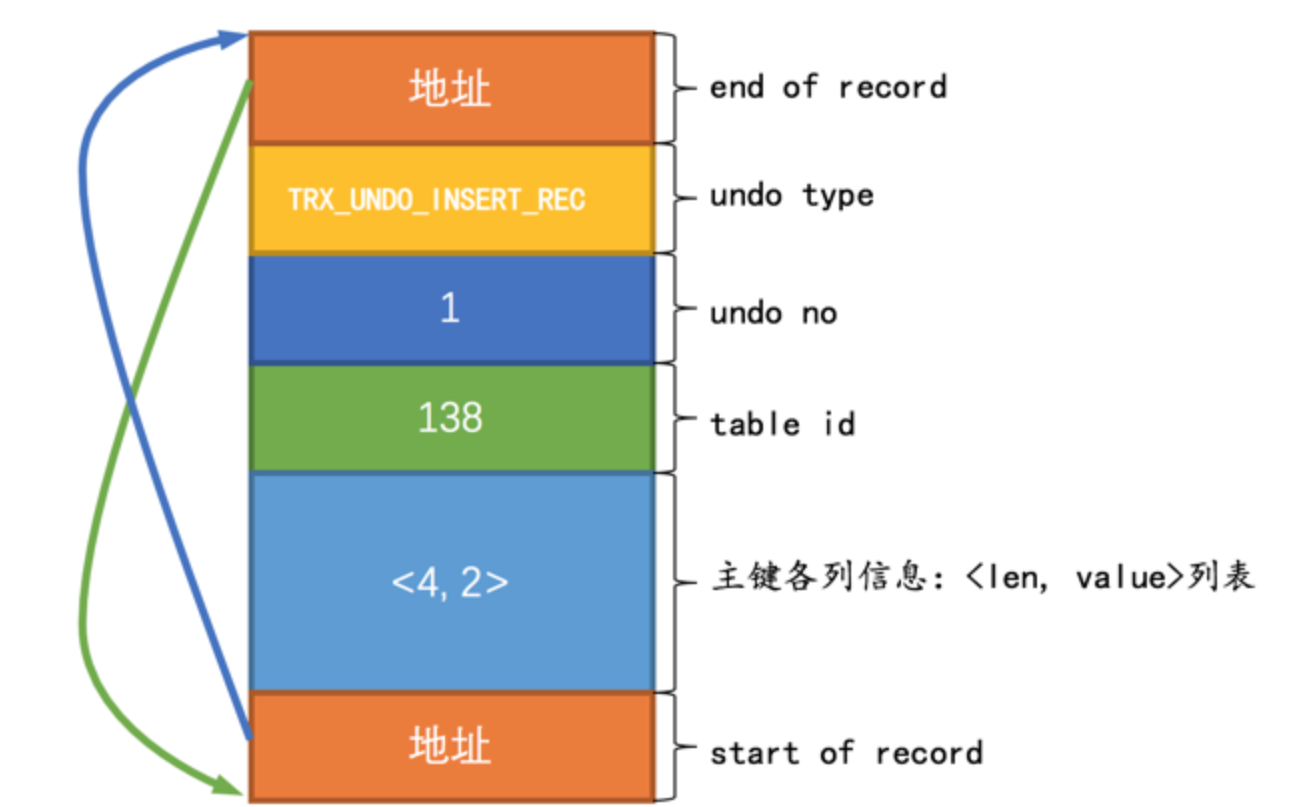 地址
end of record
TRX_UNDO_INSERT_REC
undo type
1
undo no
138
table id
<4, 2>
主键各列信息: <len, value>列表
地址
start of record